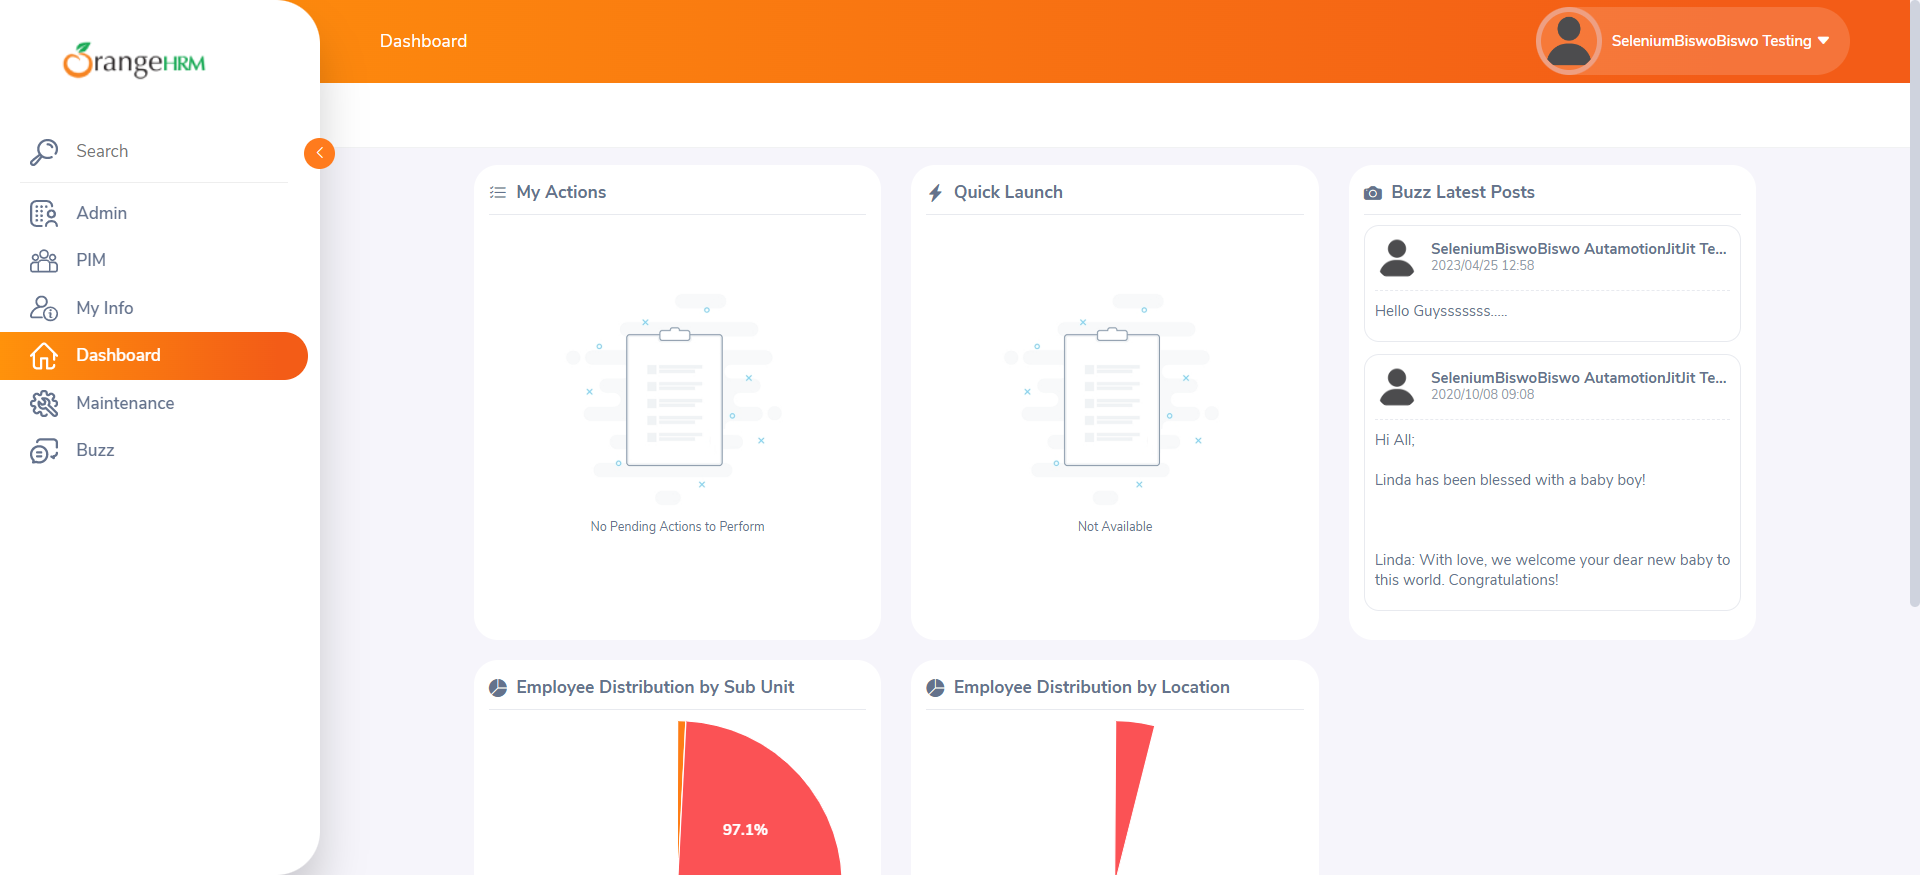 OrangeHRM
Search
Admin
PIM
My Info
Dashboard
Maintenance
Buzz
Dashboard
SeleniumBiswoBiswo Testing
My Actions
No Pending Actions to Perform
Quick Launch
Not Available
Buzz Latest Posts
SeleniumBiswoBiswo AutamotionJitJit Te...
2023/04/25 12:58
Hello Guysssssss.....
SeleniumBiswoBiswo AutamotionJitJit Te...
2020/10/08 09:08
Hi All;
Linda has been blessed with a baby boy!
Linda: With love, we welcome your dear new baby to
this world. Congratulations!
Employee Distribution by Sub Unit
97.1%
Employee Distribution by Location